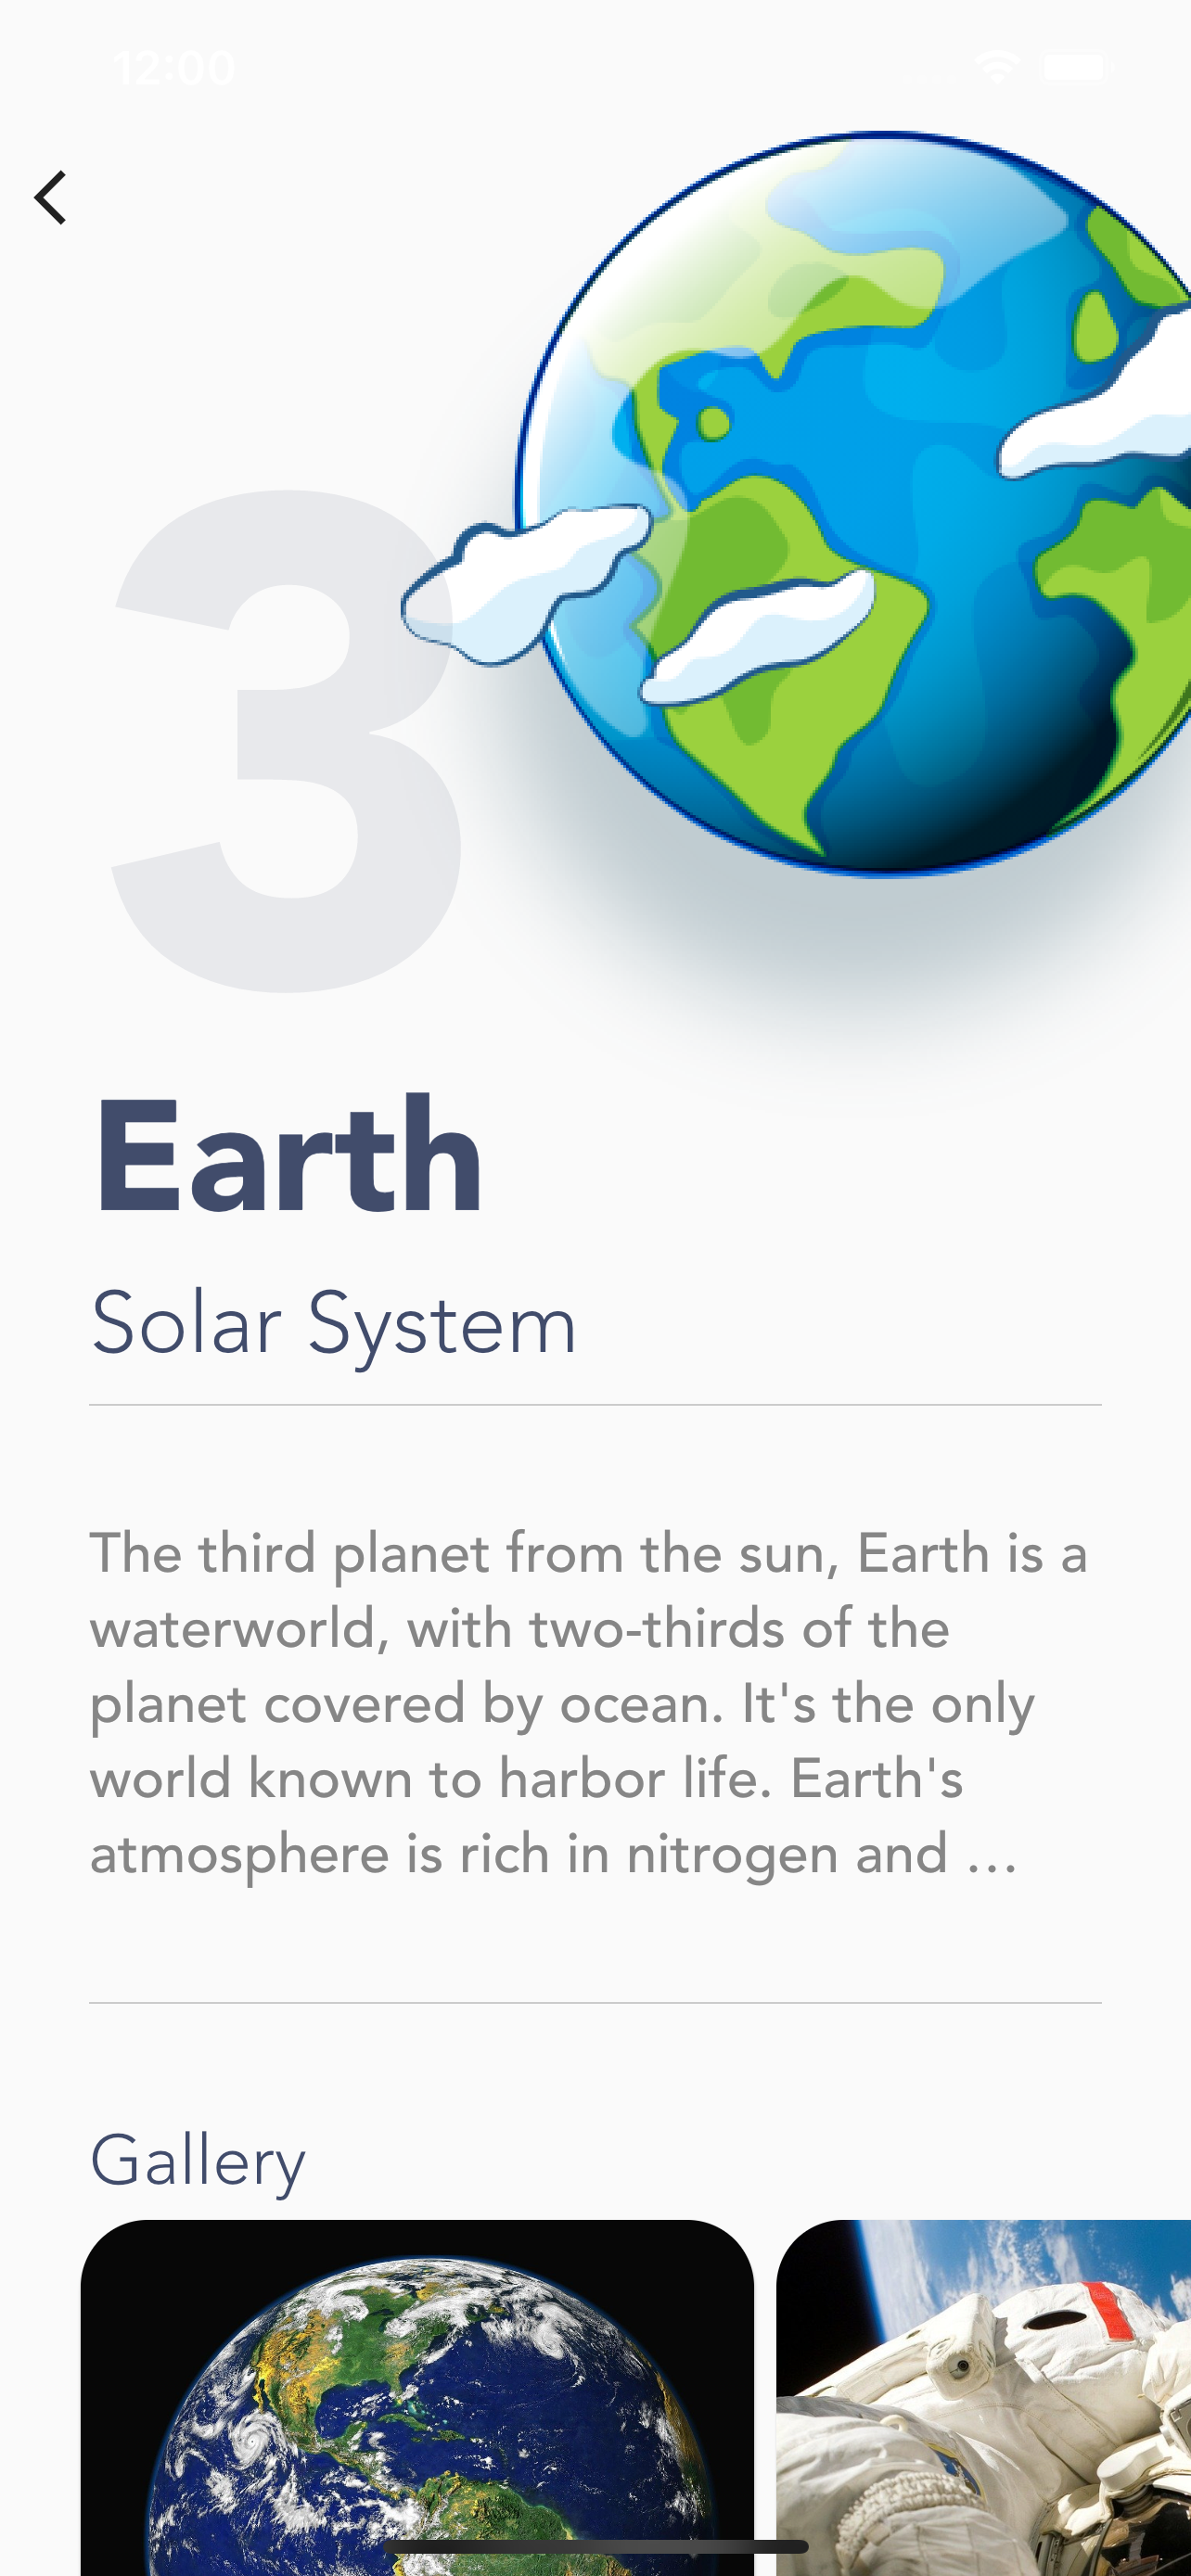 12:00
3
Earth
Solar System
The third planet from the sun, Earth is a
waterworld, with two-thirds of the
planet covered by ocean. It's the only
world known to harbor life. Earth's
atmosphere is rich in nitrogen and ...
Gallery